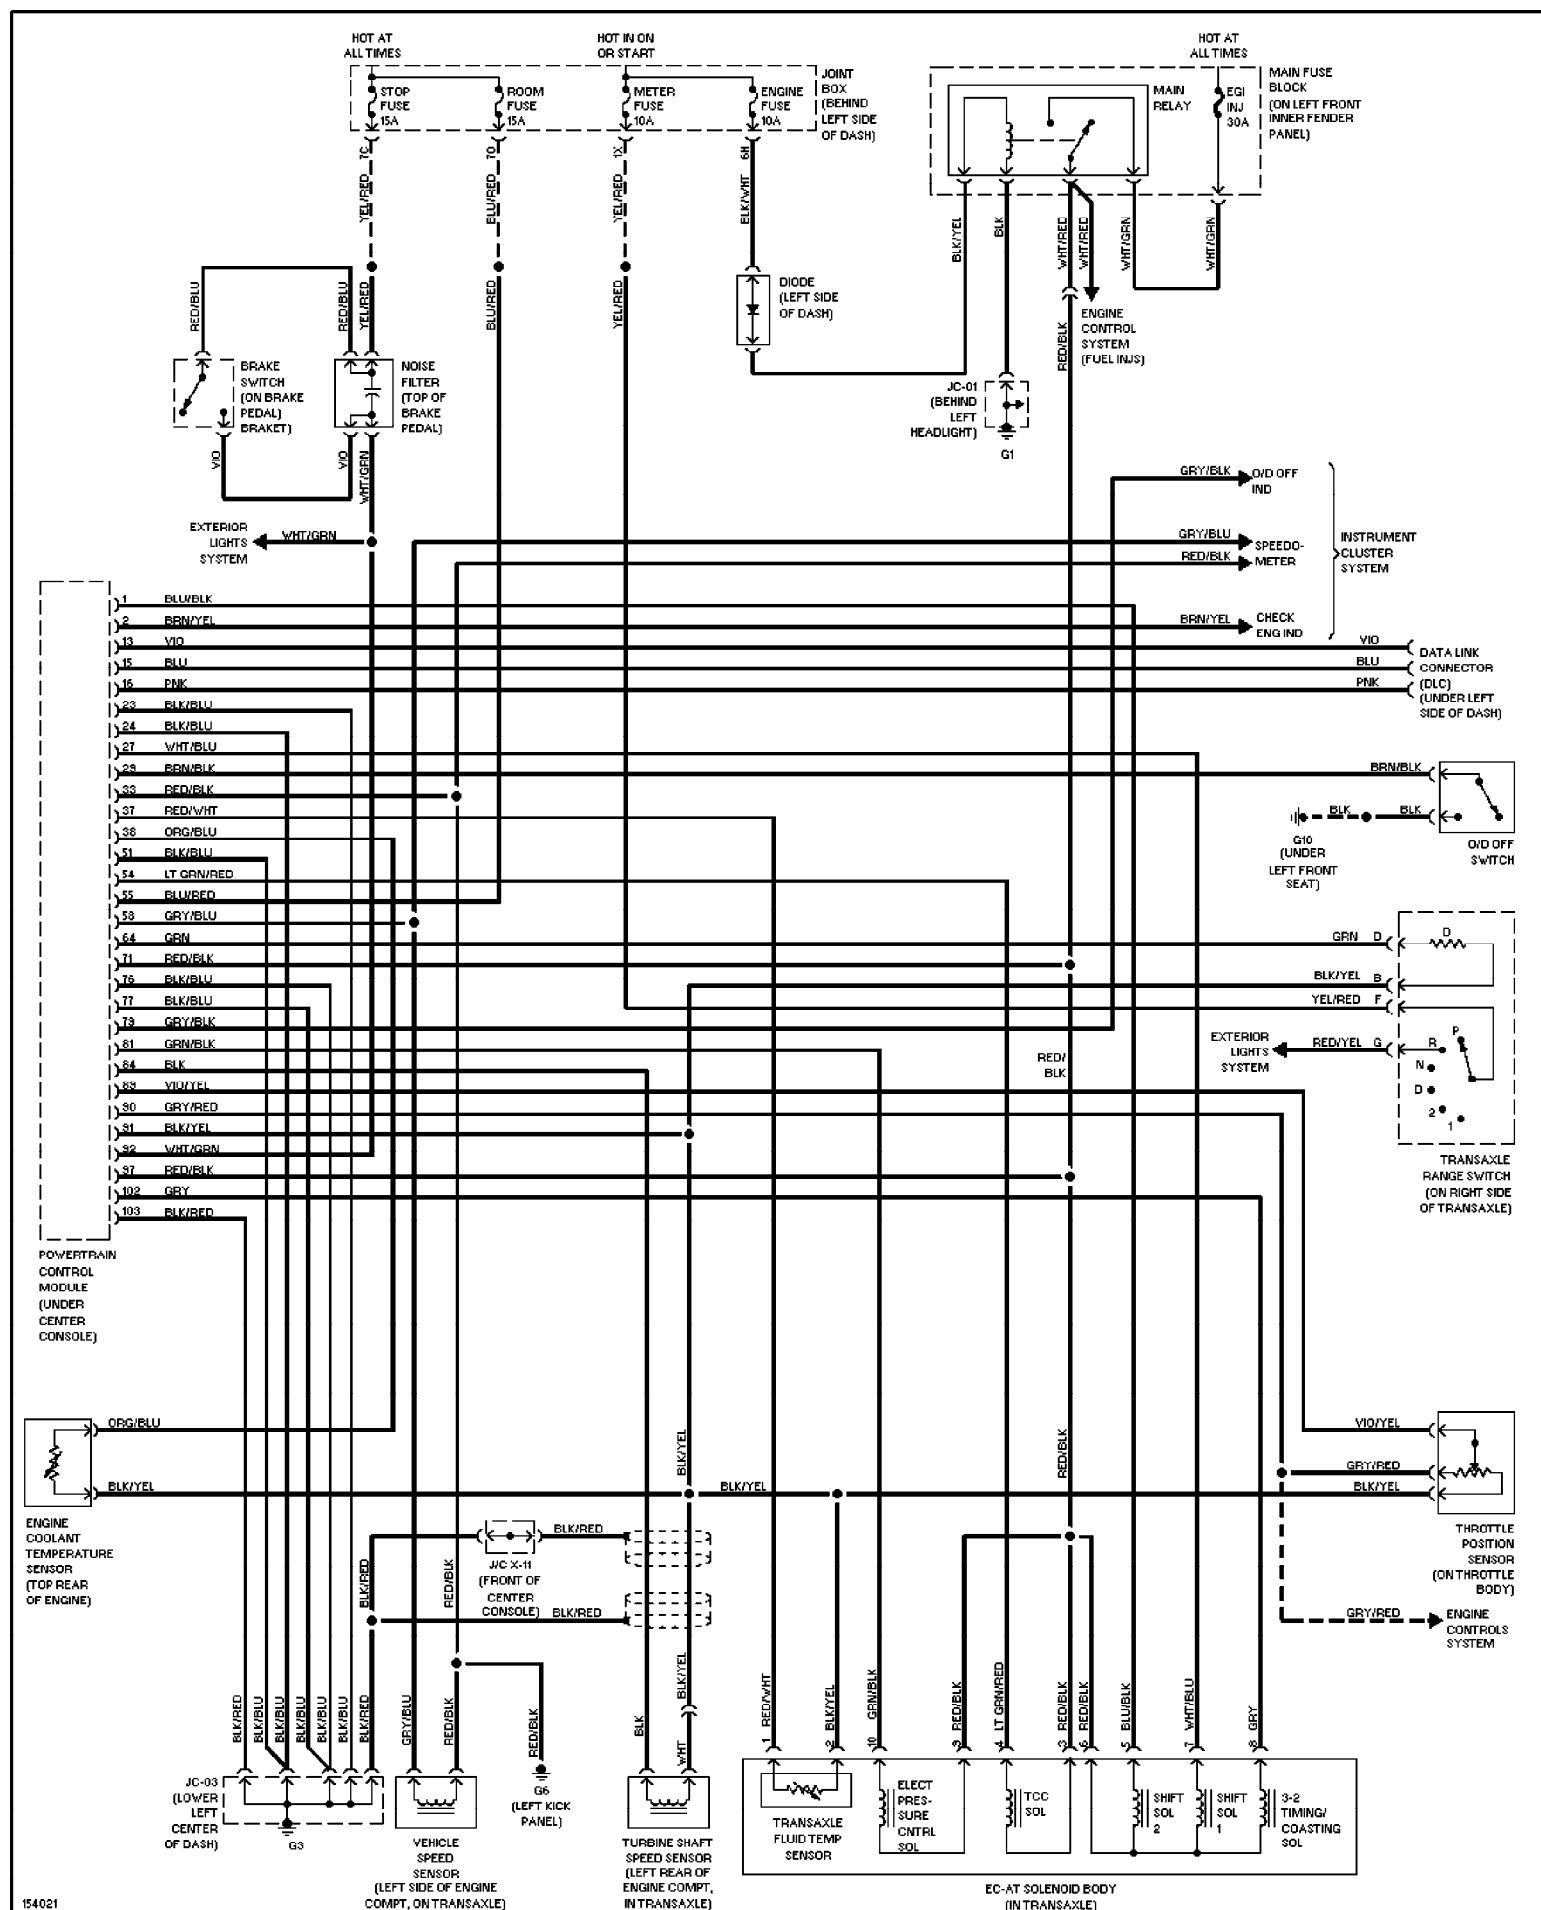 HOT AT
ALL TIMES
HOT IN ON
OR START
HOT AT
ALL TIMES
STOP
FUSE
15A
ROOM
FUSE
15A
METER
FUSE
10A
ENGINE
FUSE
10A
JOINT
BOX
(BEHIND
LEFT SIDE
OF DASH)
MAIN
RELAY
EGI
INJ
30A
MAIN FUSE
BLOCK
(ON LEFT FRONT
INNER FENDER
PANEL)
7C
7O
1X
6H
YEL/RED
BLU/RED
YEL/RED
BLK/WHT
BLK/YEL
BLK
WHT/RED
WHT/RED
WHT/GRN
WHT/GRN
RED/BLU
RED/BLU
YEL/RED
BLU/RED
YEL/RED
DIODE
(LEFT SIDE
OF DASH)
RED/BLK
ENGINE
CONTROL
SYSTEM
(FUEL INJS)
BRAKE
SWITCH
(ON BRAKE
PEDAL)
BRAKET)
NOISE
FILTER
(TOP OF
BRAKE
PEDAL)
JC-01
(BEHIND
LEFT
HEADLIGHT)
G1
VIO
VIO
WHT/GRN
GRY/BLK
O/D OFF
IND
EXTERIOR
LIGHTS
SYSTEM
WHT/GRN
GRY/BLU
RED/BLK
SPEEDO-
METER
INSTRUMENT
CLUSTER
SYSTEM
BRN/YEL
CHECK
ENG IND
1 BLU/BLK
2 BRN/YEL
13 VIO
15 BLU
16 PNK
23 BLK/BLU
24 BLK/BLU
27 WHT/BLU
29 BRN/BLK
33 RED/BLK
37 RED/WHT
38 ORG/BLU
51 BLK/BLU
54 LT GRN/RED
55 BLU/RED
58 GRY/BLU
64 GRN
71 RED/BLK
76 BLK/BLU
77 BLK/BLU
79 GRY/BLK
81 GRN/BLK
84 BLK
89 VIO/YEL
90 GRY/RED
91 BLK/YEL
92 WHT/GRN
97 RED/BLK
102 GRY
103 BLK/RED
POWERTRAIN
CONTROL
MODULE
(UNDER
CENTER
CONSOLE)
VIO
BLU
PNK
DATA LINK
CONNECTOR
(DLC)
(UNDER LEFT
SIDE OF DASH)
BRN/BLK
BLK
BLK
G10
(UNDER
LEFT FRONT
SEAT)
O/D OFF
SWITCH
GRN D
BLK/YEL B
YEL/RED F
RED/YEL G
D
P
R
N
D
2
1
EXTERIOR
LIGHTS
SYSTEM
TRANSAXLE
RANGE SWITCH
(ON RIGHT SIDE
OF TRANSAXLE)
RED/
BLK
ORG/BLU
BLK/YEL
ENGINE
COOLANT
TEMPERATURE
SENSOR
(TOP REAR
OF ENGINE)
BLK/YEL
BLK/YEL
RED/BLK
VIO/YEL
GRY/RED
BLK/YEL
THROTTLE
POSITION
SENSOR
(ON THROTTLE
BODY)
GRY/RED
ENGINE
CONTROLS
SYSTEM
BLK/RED
RED/BLK
J/C X-11
(FRONT OF
CENTER
CONSOLE)
BLK/RED
BLK/RED
BLK/RED
BLK/BLU
BLK/BLU
BLK/BLU
BLK/BLU
BLK/BLU
BLK/RED
GRY/BLU
RED/BLK
RED/BLK
BLK
BLK/YEL
WHT
1 RED/WHT
2 BLK/YEL
10 GRN/BLK
9 RED/BLK
4 LT GRN/RED
3 RED/BLK
6 RED/BLK
5 BLU/BLK
7 WHT/BLU
8 GRY
JC-03
(LOWER
LEFT
CENTER
OF DASH)
G3
VEHICLE
SPEED
SENSOR
(LEFT SIDE OF ENGINE
COMPT, ON TRANSAXLE)
G6
(LEFT KICK
PANEL)
TURBINE SHAFT
SPEED SENSOR
(LEFT REAR OF
ENGINE COMPT,
IN TRANSAXLE)
TRANSAXLE
FLUID TEMP
SENSOR
ELECT
PRES-
SURE
CNTRL
SOL
TCC
SOL
SHIFT
SOL
2
SHIFT
SOL
1
3-2
TIMING/
COASTING
SOL
EC-AT SOLENOID BODY
(IN TRANSAXLE)
154021